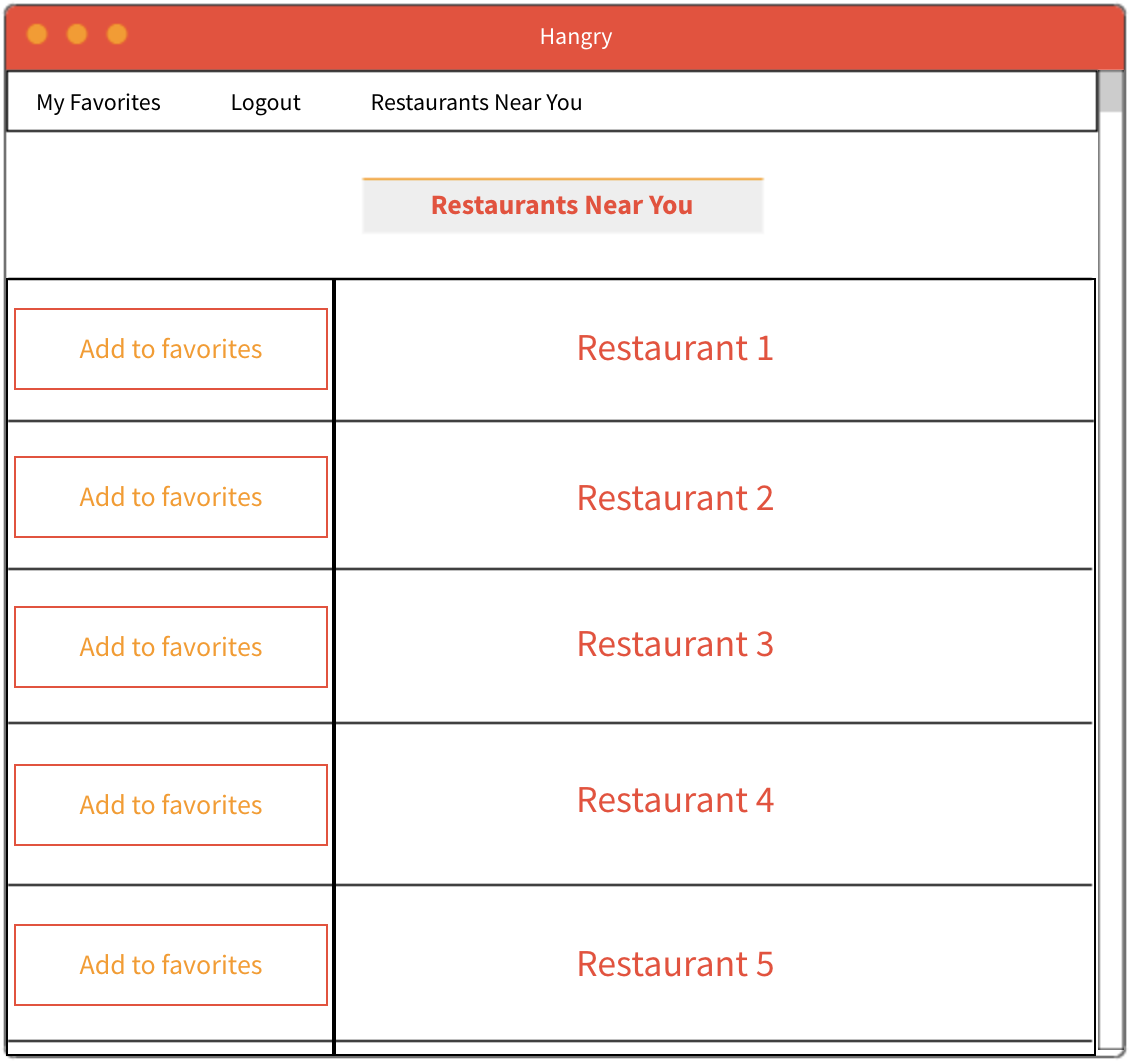 Hangry
My Favorites Logout Restaurants Near You
Restaurants Near You
Add to favorites Restaurant 1
Add to favorites Restaurant 2
Add to favorites Restaurant 3
Add to favorites Restaurant 4
Add to favorites Restaurant 5